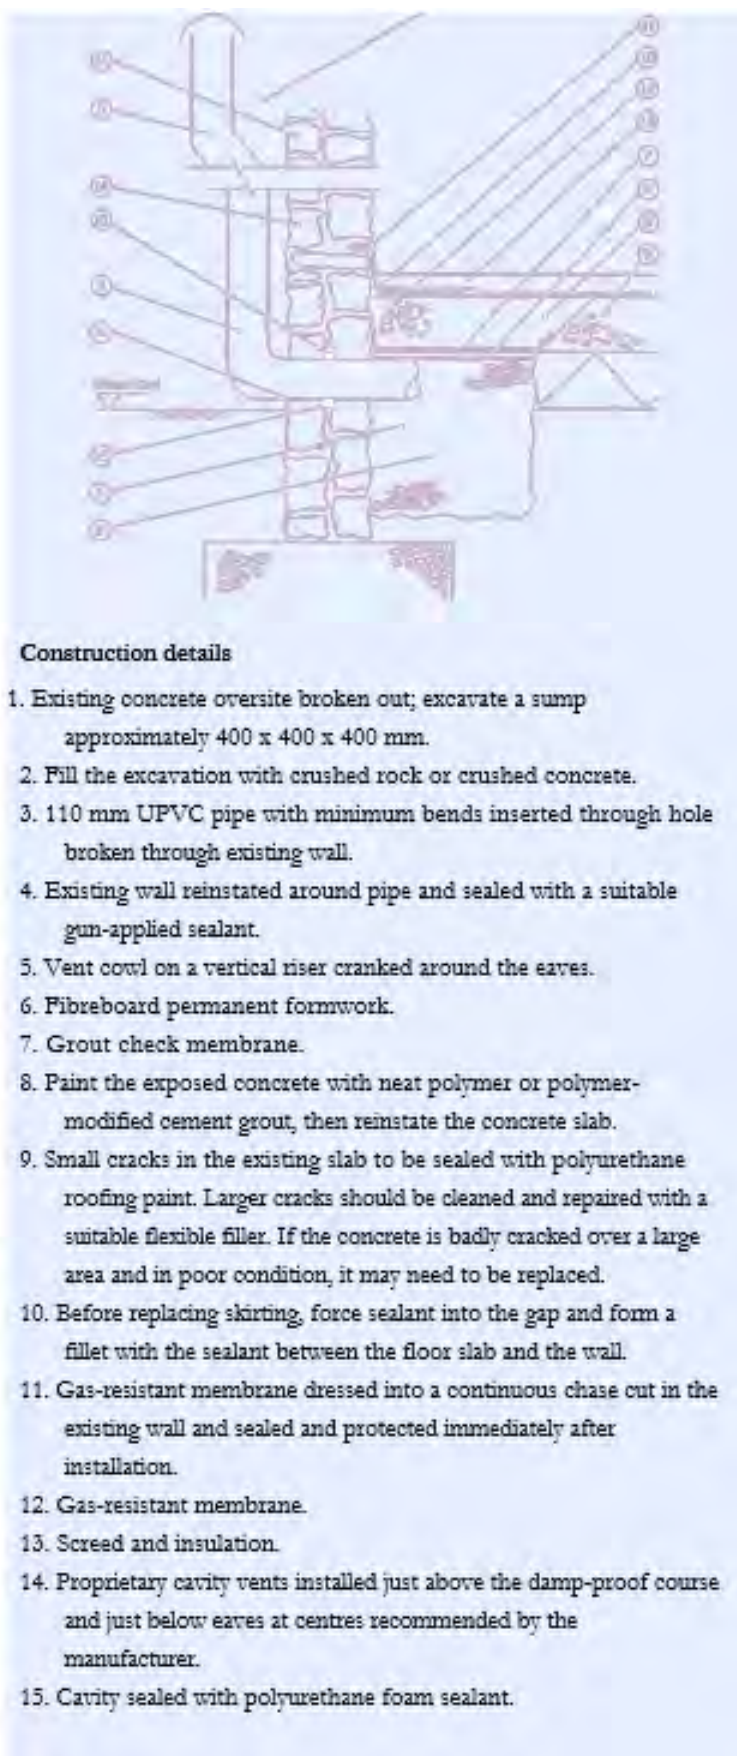 Construction details
1. Existing concrete oversite broken out; excavate a sump
approximately 400 x 400 x 400 mm.
2. Fill the excavation with crushed rock or crushed concrete.
3. 110 mm UPVC pipe with minimum bends inserted through hole
broken through existing wall.
4. Existing wall reinstated around pipe and sealed with a suitable
gun-applied sealant.
5. Vent cowl on a vertical riser cranked around the eaves.
6. Fibreboard permanent formwork.
7. Grout check membrane.
8. Paint the exposed concrete with neat polymer or polymer-
modified cement grout, then reinstate the concrete slab.
9. Small cracks in the existing slab to be sealed with polyurethane
roofing paint. Larger cracks should be cleaned and repaired with a
suitable flexible filler. If the concrete is badly cracked over a large
area and in poor condition, it may need to be replaced.
10. Before replacing skirting, force sealant into the gap and form a
fillet with the sealant between the floor slab and the wall.
11. Gas-resistant membrane dressed into a continuous chase cut in the
existing wall and sealed and protected immediately after
installation.
12. Gas-resistant membrane.
13. Screed and insulation.
14. Proprietary cavity vents installed just above the damp-proof course
and just below eaves at centres recommended by the
manufacturer.
15. Cavity sealed with polyurethane foam sealant.